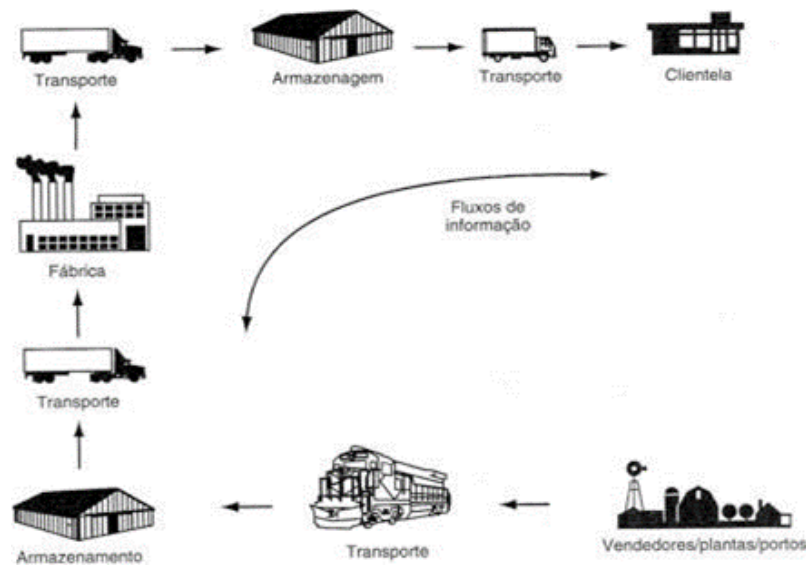 Transporte
Armazenagem
Transporte
Clientela
Fluxos de
informação
Fábrica
Transporte
Armazenamento
Transporte
Vendedores/plantas/portos